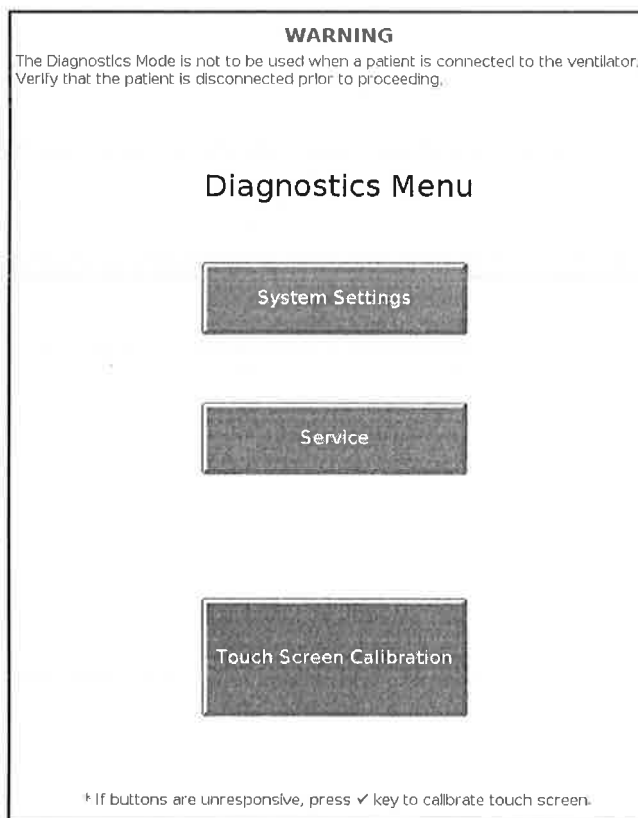 WARNING
The Diagnostics Mode is not to be used when a patient is connected to the ventilator.
Verify that the patient is disconnected prior to proceeding.
Diagnostics Menu
System Settings
Service
Touch Screen Calibration
* If buttons are unresponsive, press ✓ key to calibrate touch screen.